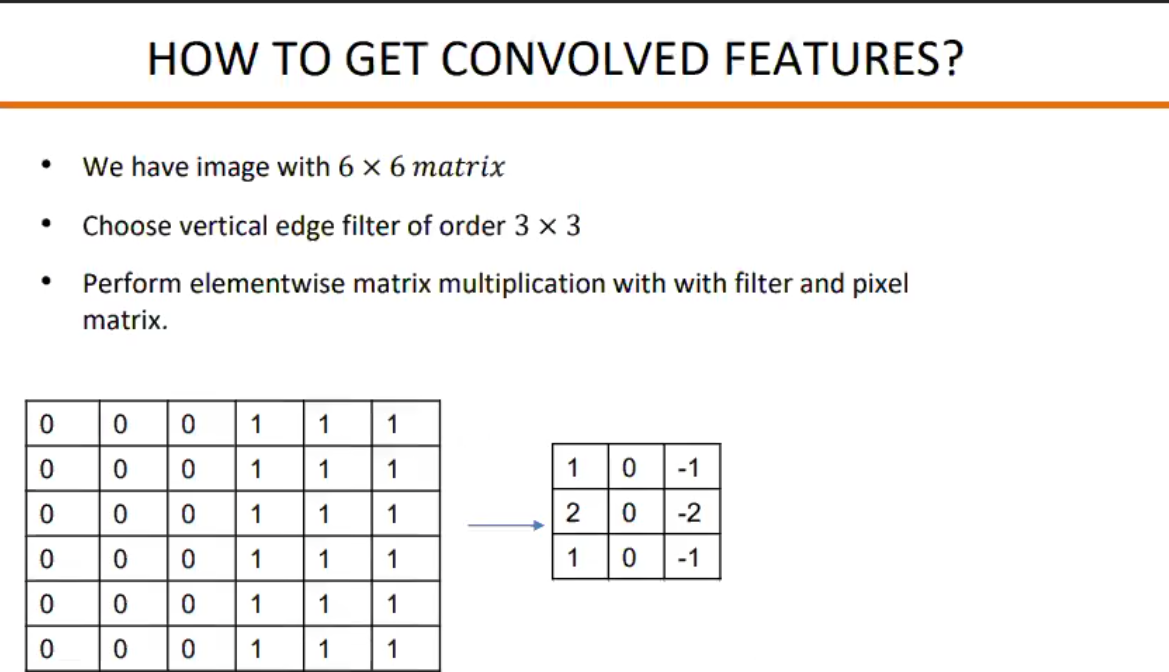 HOW TO GET CONVOLVED FEATURES?
• We have image with 6 × 6 matrix
• Choose vertical edge filter of order 3 × 3
• Perform elementwise matrix multiplication with with filter and pixel
matrix.
0 0 0 1 1 1
0 0 0 1 1 1
0 0 0 1 1 1
0 0 0 1 1 1
0 0 0 1 1 1
0 0 0 1 1 1
1 0 -1
2 0 -2
1 0 -1